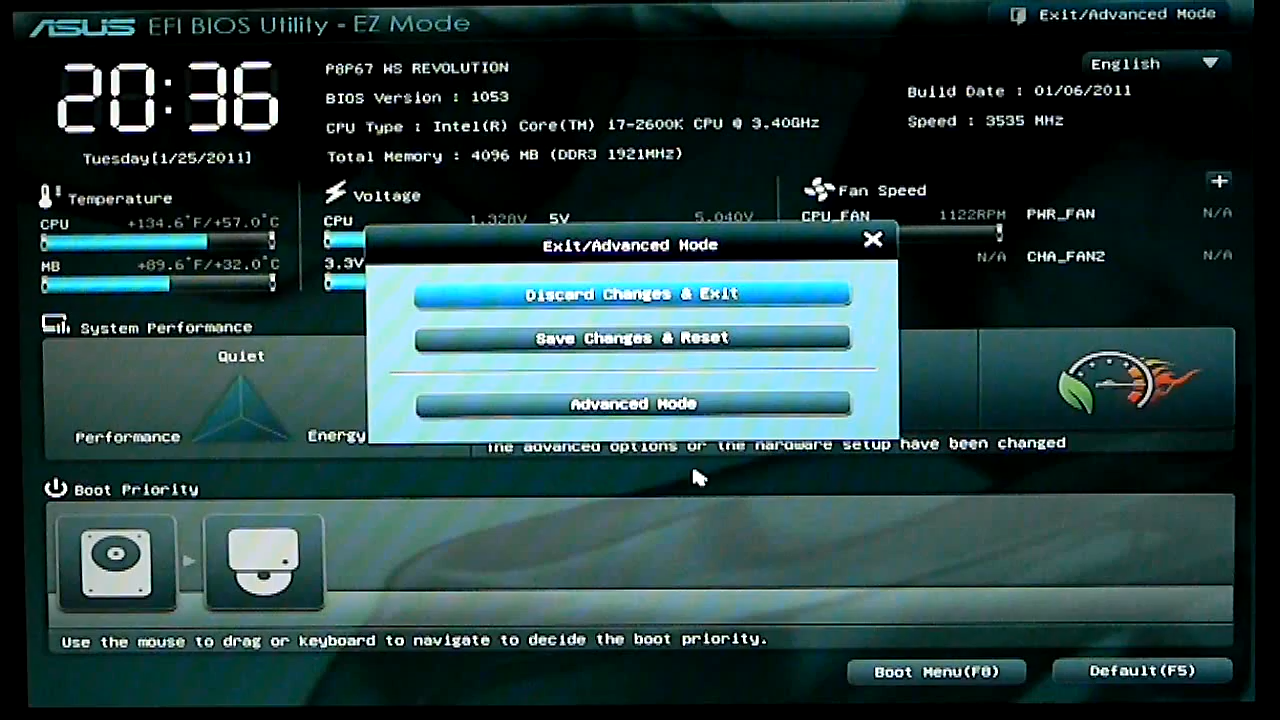 ASUS EFI BIOS Utility - EZ Mode
Exit/Advanced Mode
20:36
Tuesday[1/25/2011]
P8P67 WS REVOLUTION
BIOS Version : 1053
CPU Type : Intel(R) Core(TM) i7-2600K CPU @ 3.40GHz
Total Memory : 4096 MB (DDR3 1921MHz)
English
Build Date : 01/06/2011
Speed : 3535 MHz
Temperature
CPU +134.6°F/+57.0°C
MB +89.6°F/+32.0°C
Voltage
CPU 1.328V 5V 5.040V
3.3V
Fan Speed
CPU_FAN 1122RPM PWR_FAN N/A
N/A CHA_FAN2 N/A
Exit/Advanced Mode
Discard Changes & Exit
Save Changes & Reset
Advanced Mode
System Performance
Quiet
Performance
Energy
The advanced options or the hardware setup have been changed
Boot Priority
Use the mouse to drag or keyboard to navigate to decide the boot priority.
Boot Menu(F8)
Default(F5)